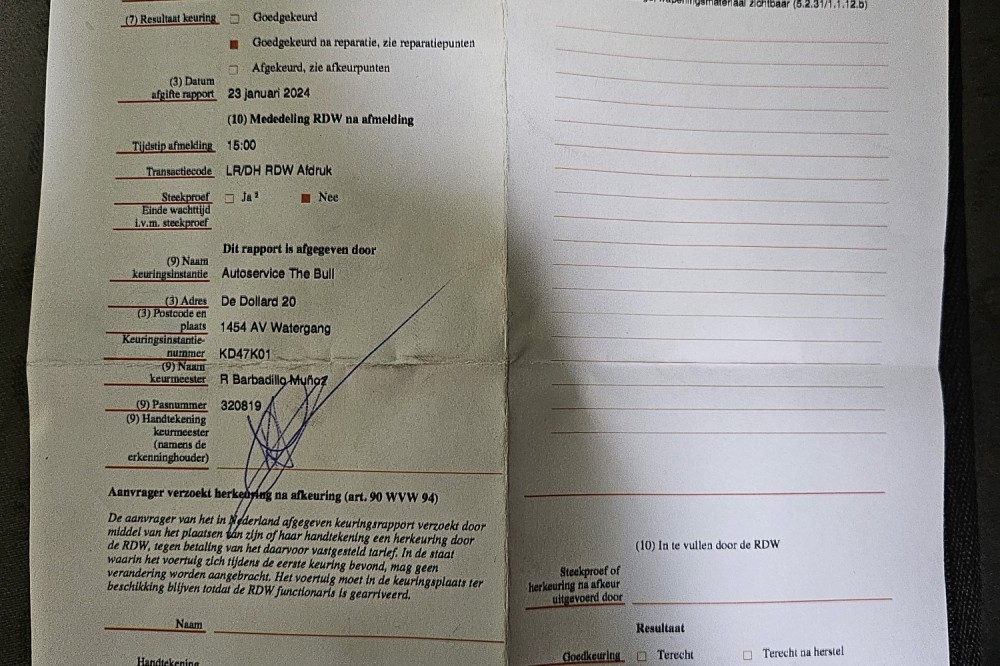 (7) Resultaat keuring Goedgekeurd
Goedgekeurd na reparatie, zie reparatiepunten
Afgekeurd, zie afkeurpunten
(3) Datum
afgifte rapport 23 januari 2024
(10) Mededeling RDW na afmelding
Tijdstip afmelding 15:00
Transactiecode LR/DH RDW Afdruk
Steekproef Ja Nee
Einde wachttijd
i.v.m. steekproef
Dit rapport is afgegeven door
(9) Naam
keuringsinstantie Autoservice The Bull
(3) Adres De Dollard 20
(3) Postcode en
plaats 1454 AV Watergang
Keuringsinstantie-
nummer KD47K01
(9) Naam
keurmeester R Barbadillo Muñoz
(9) Pasnummer 320819
(9) Handtekening
keurmeester
(namens de
erkenninghouder)
Aanvrager verzoekt herkeuring na afkeuring (art. 90 WVW 94)
De aanvrager van het in Nederland afgegeven keuringsrapport verzoekt door
middel van het plaatsen van zijn of haar handtekening een herkeuring door
de RDW, tegen betaling van het daarvoor vastgesteld tarief. In de staat
waarin het voertuig zich tijdens de eerste keuring bevond, mag geen
verandering worden aangebracht. Het voertuig moet in de keuringsplaats ter
beschikking blijven totdat de RDW functionaris is gearriveerd.
Naam
Handtekening
zichtbaar (5.2.31/1.1.12.b)
(10) In te vullen door de RDW
Steekproef of
herkeuring na afkeur
uitgevoerd door
Resultaat
Goedkeuring Terecht Terecht na herstel